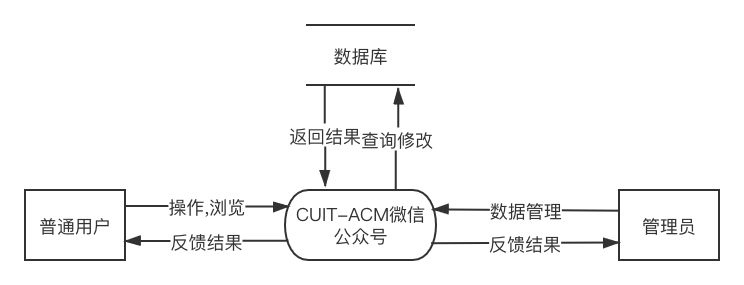 数据库
返回结果
查询修改
操作,浏览
CUIT-ACM微信
公众号
数据管理
普通用户
管理员
反馈结果
反馈结果